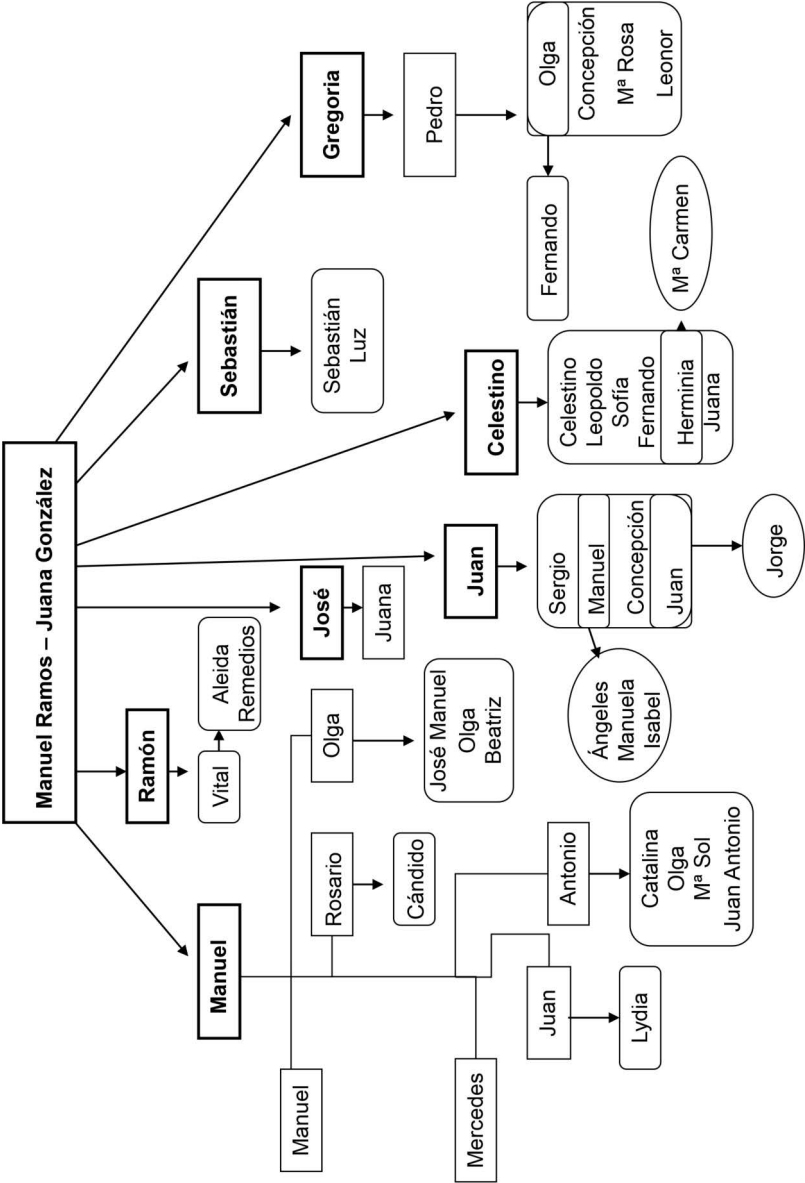 Manuel Ramos – Juana González
Manuel
Ramón
José
Juan
Celestino
Sebastián
Gregoria
Manuel
Olga
José Manuel
Olga
Beatriz
Rosario
Cándido
Mercedes
Juan
Lydia
Antonio
Catalina
Olga
Mª Sol
Juan Antonio
Vital
Aleida
Remedios
Juana
Sergio
Manuel
Concepción
Juan
Ángeles
Manuela
Isabel
Jorge
Celestino
Leopoldo
Sofía
Fernando
Herminia
Juana
Mª Carmen
Sebastián
Luz
Pedro
Olga
Concepción
Mª Rosa
Leonor
Fernando